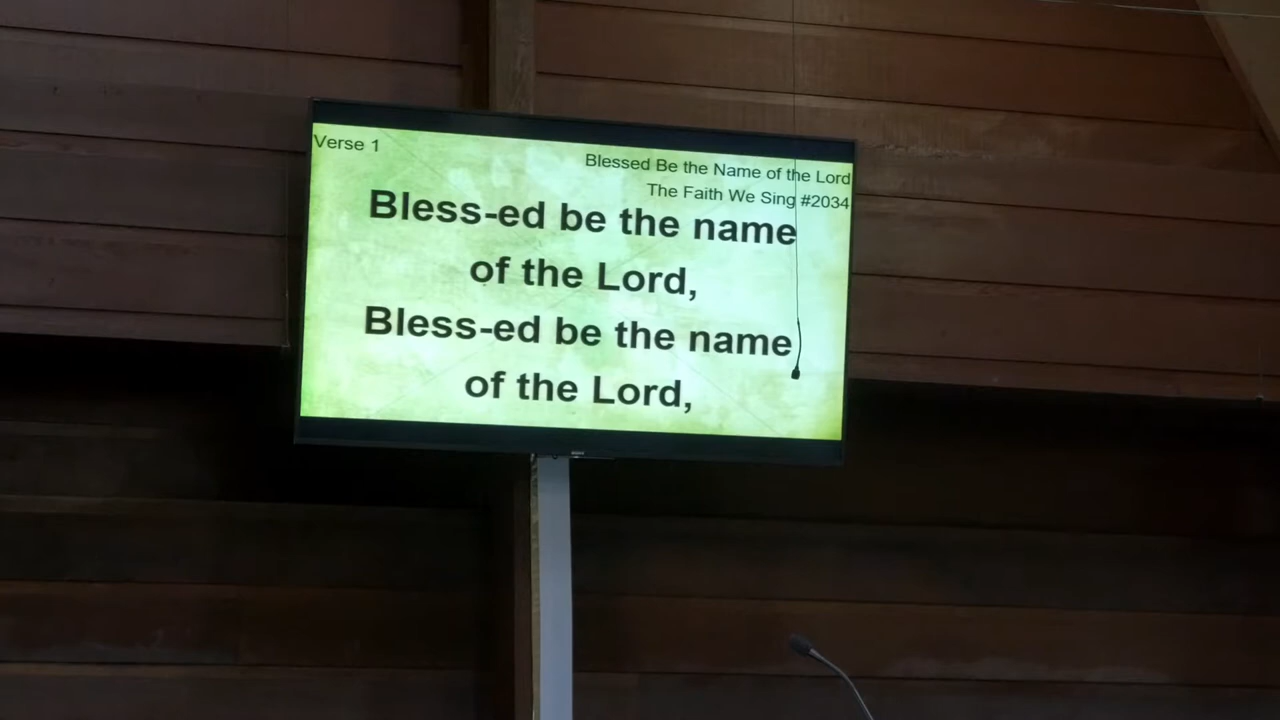 Verse 1
Blessed Be the Name of the Lord
The Faith We Sing #2034
Bless-ed be the name
of the Lord,
Bless-ed be the name
of the Lord,